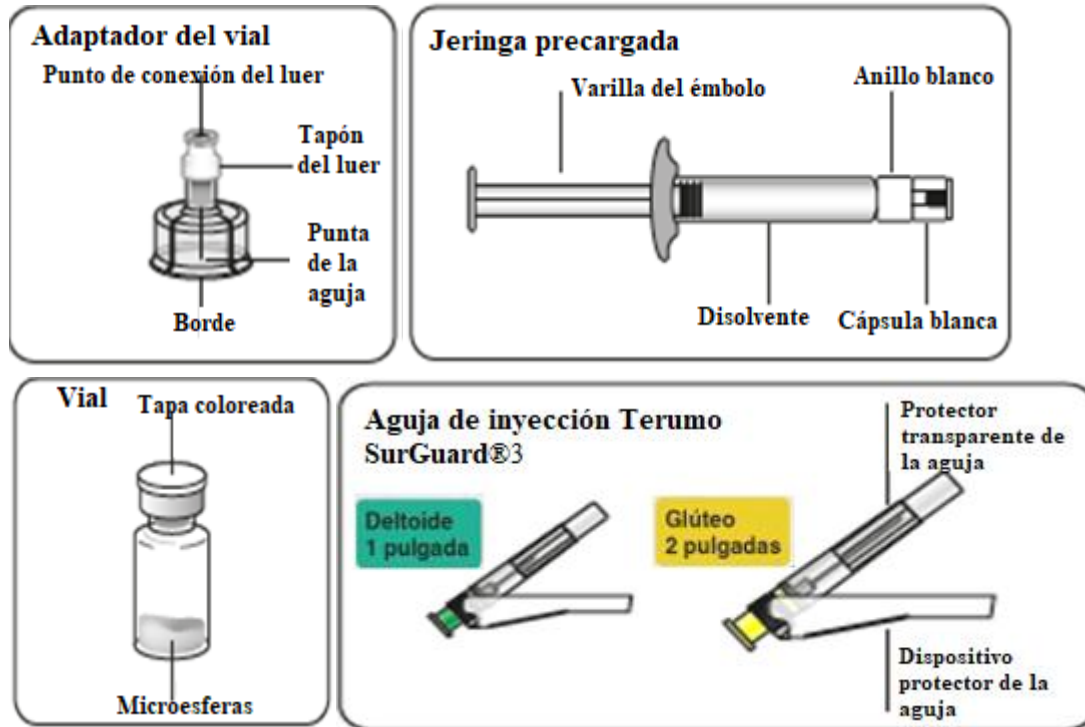 Adaptador del vial
Punto de conexión del luer
Tapón
del luer
Punta
de la
aguja
Borde
Jeringa precargada
Varilla del émbolo
Anillo blanco
Disolvente
Cápsula blanca
Vial
Tapa coloreada
Microesferas
Aguja de inyección Terumo
SurGuard®3
Protector
transparente de
la aguja
Deltoide
1 pulgada
Glúteo
2 pulgadas
Dispositivo
protector de la
aguja